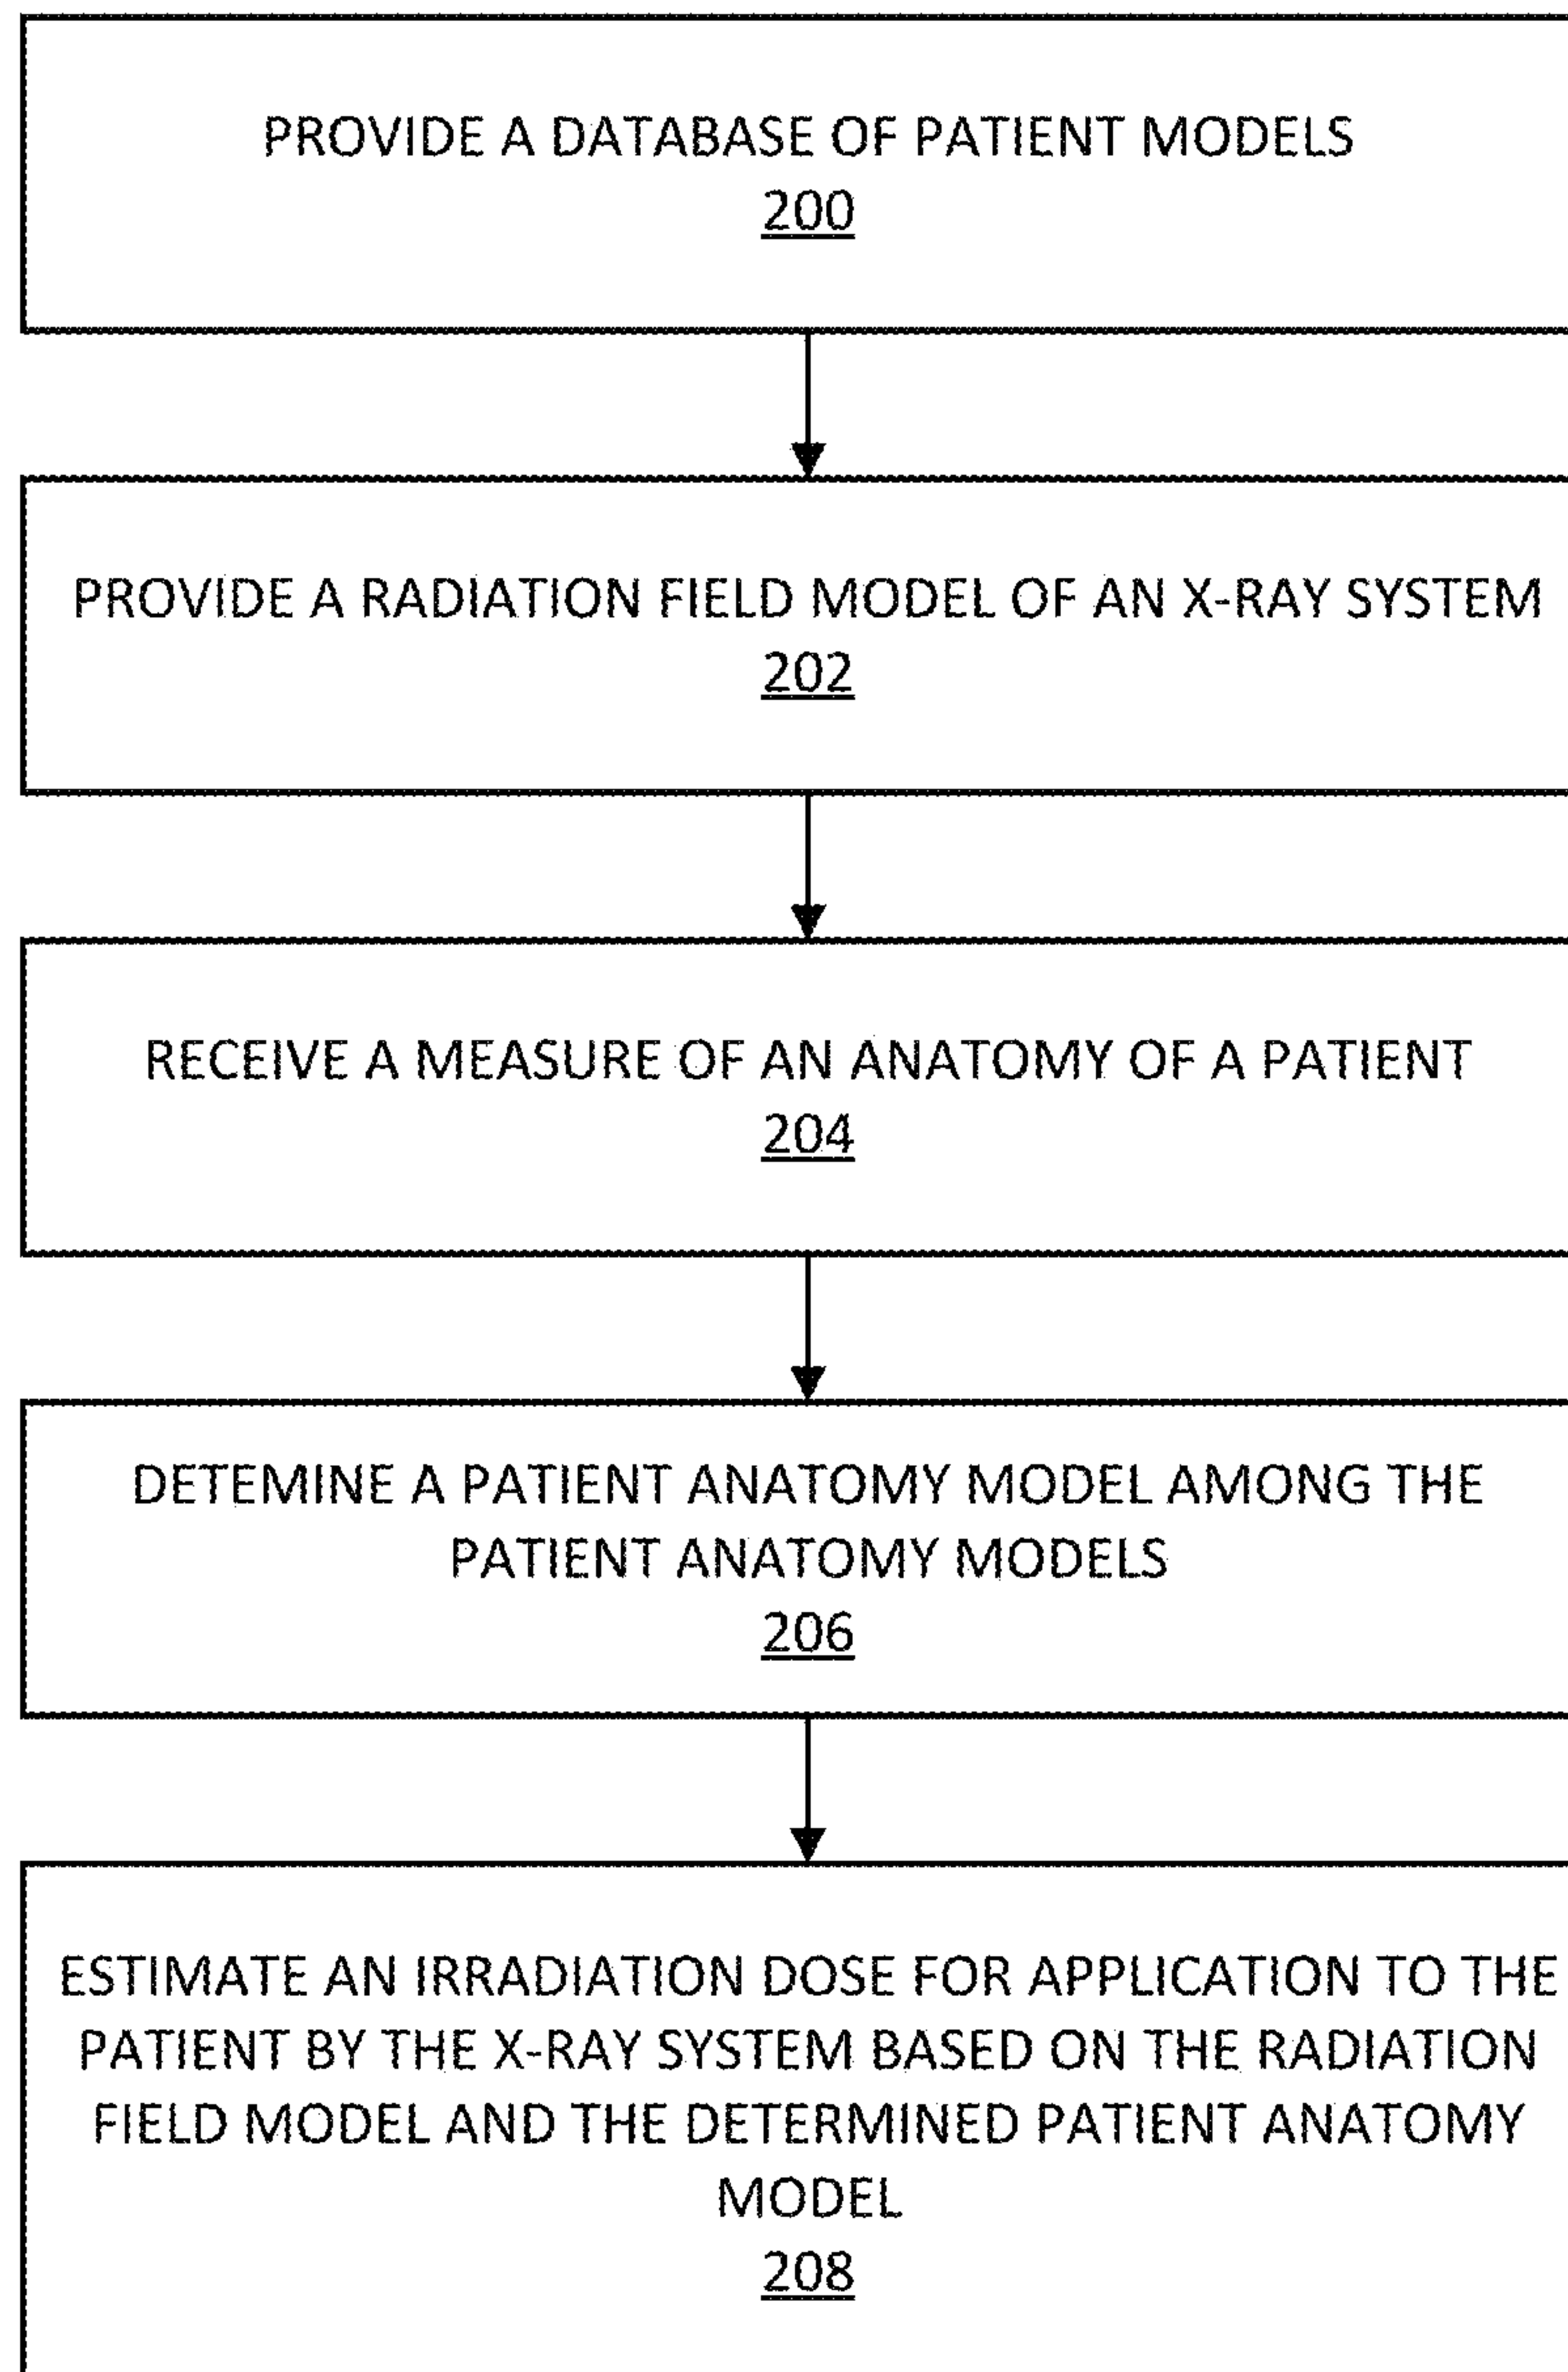 PROVIDE A DATABASE OF PATIENT MODELS
200
PROVIDE A RADIATION FIELD MODEL OF AN X-RAY SYSTEM
202
RECEIVE A MEASURE OF AN ANATOMY OF A PATIENT
204
DETEMINE A PATIENT ANATOMY MODEL AMONG THE
PATIENT ANATOMY MODELS
206
ESTIMATE AN IRRADIATION DOSE FOR APPLICATION TO THE
PATIENT BY THE X-RAY SYSTEM BASED ON THE RADIATION
FIELD MODEL AND THE DETERMINED PATIENT ANATOMY
MODEL
208